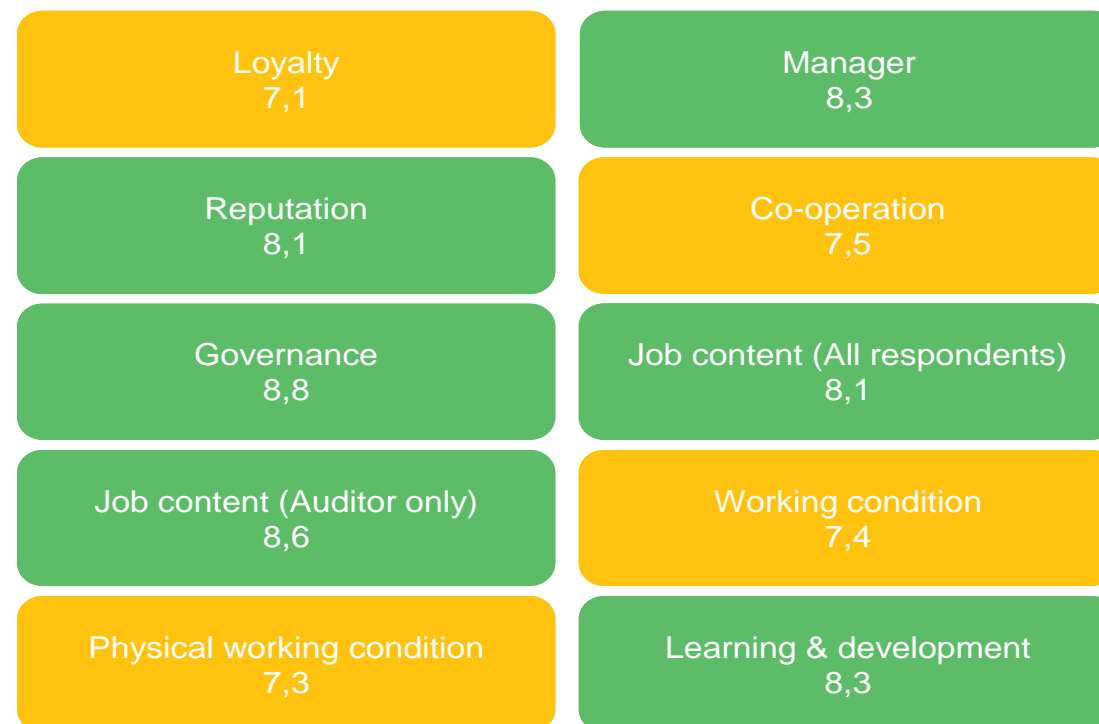 Loyalty
7,1
Manager
8,3
Reputation
8,1
Co-operation
7,5
Governance
8,8
Job content (All respondents)
8,1
Job content (Auditor only)
8,6
Working condition
7,4
Physical working condition
7,3
Learning & development
8,3